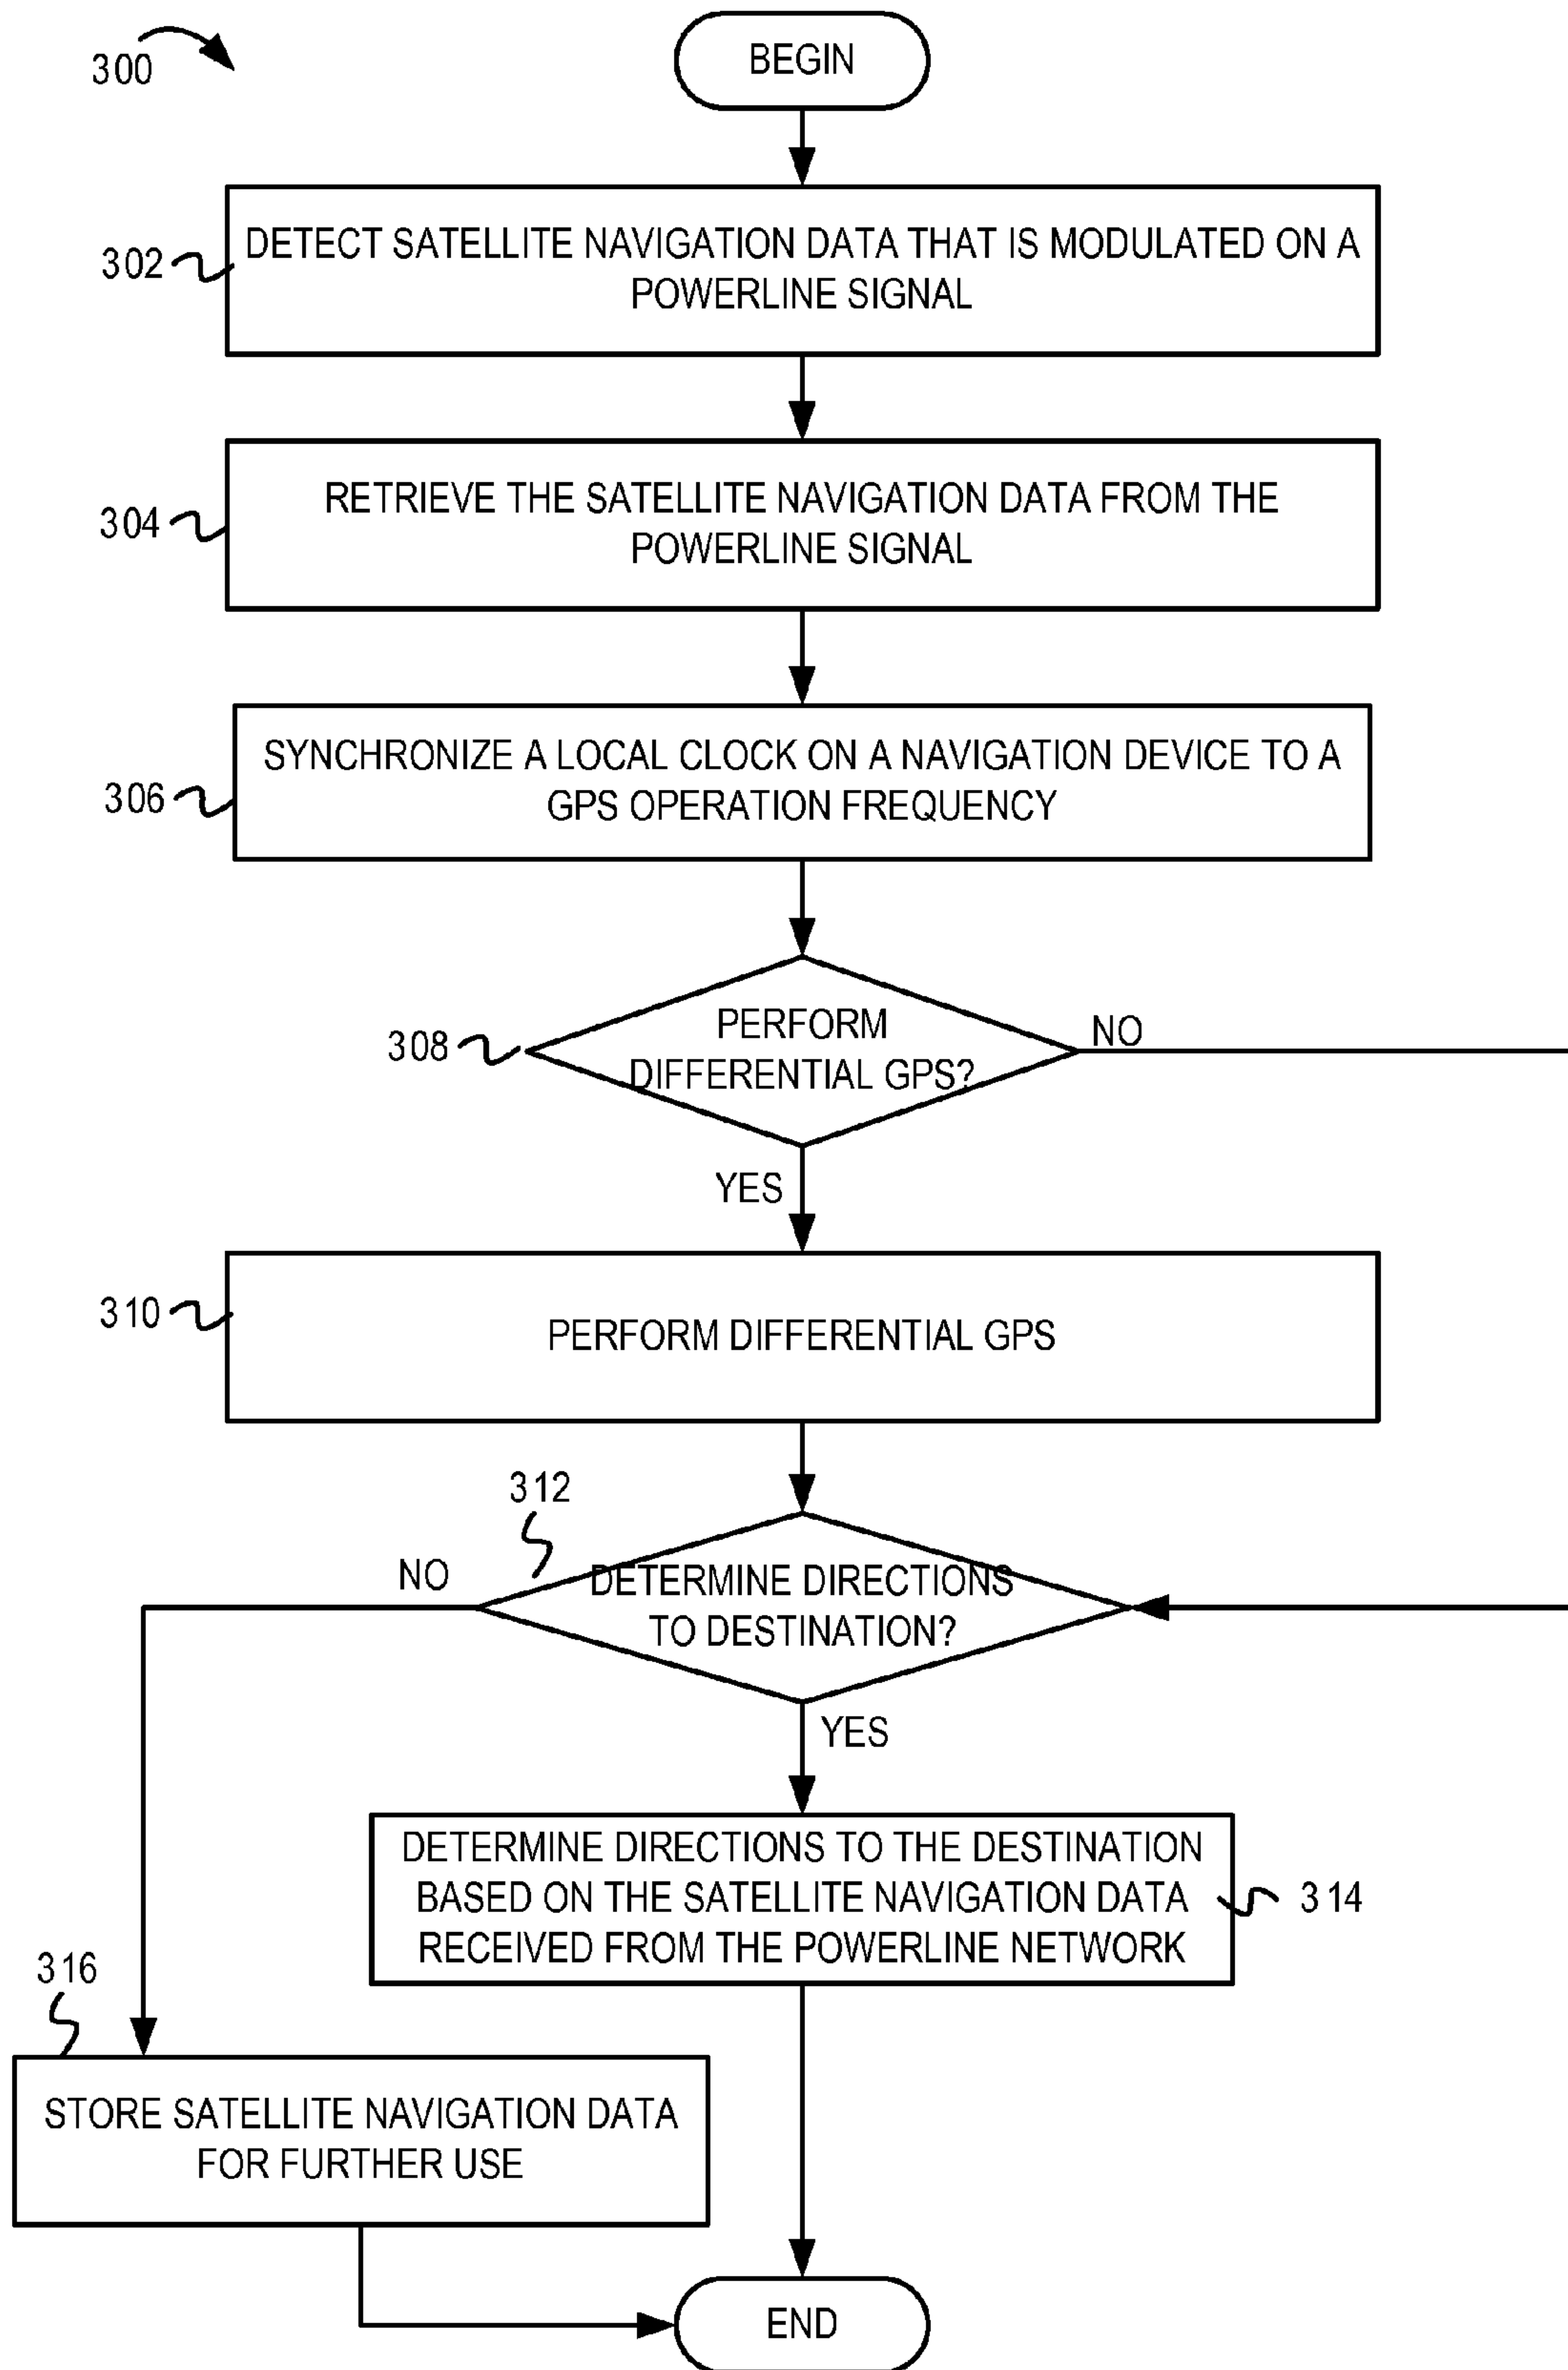 300
BEGIN
302
DETECT SATELLITE NAVIGATION DATA THAT IS MODULATED ON A
POWERLINE SIGNAL
304
RETRIEVE THE SATELLITE NAVIGATION DATA FROM THE
POWERLINE SIGNAL
306
SYNCHRONIZE A LOCAL CLOCK ON A NAVIGATION DEVICE TO A
GPS OPERATION FREQUENCY
308
PERFORM
DIFFERENTIAL GPS?
NO
YES
310
PERFORM DIFFERENTIAL GPS
312
NO
DETERMINE DIRECTIONS
TO DESTINATION?
YES
DETERMINE DIRECTIONS TO THE DESTINATION
BASED ON THE SATELLITE NAVIGATION DATA
RECEIVED FROM THE POWERLINE NETWORK
314
316
STORE SATELLITE NAVIGATION DATA
FOR FURTHER USE
END